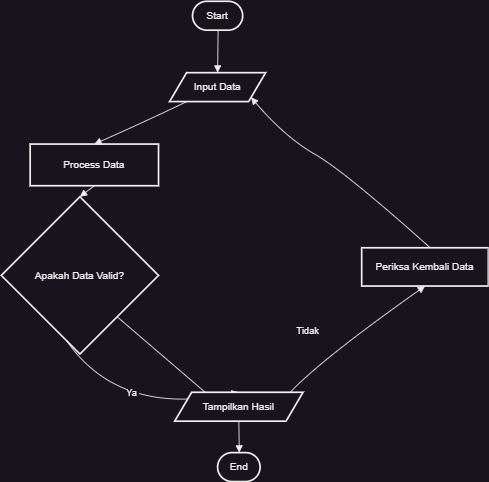 Start
Input Data
Process Data
Apakah Data Valid?
Periksa Kembali Data
Tidak
Ya
Tampilkan Hasil
End